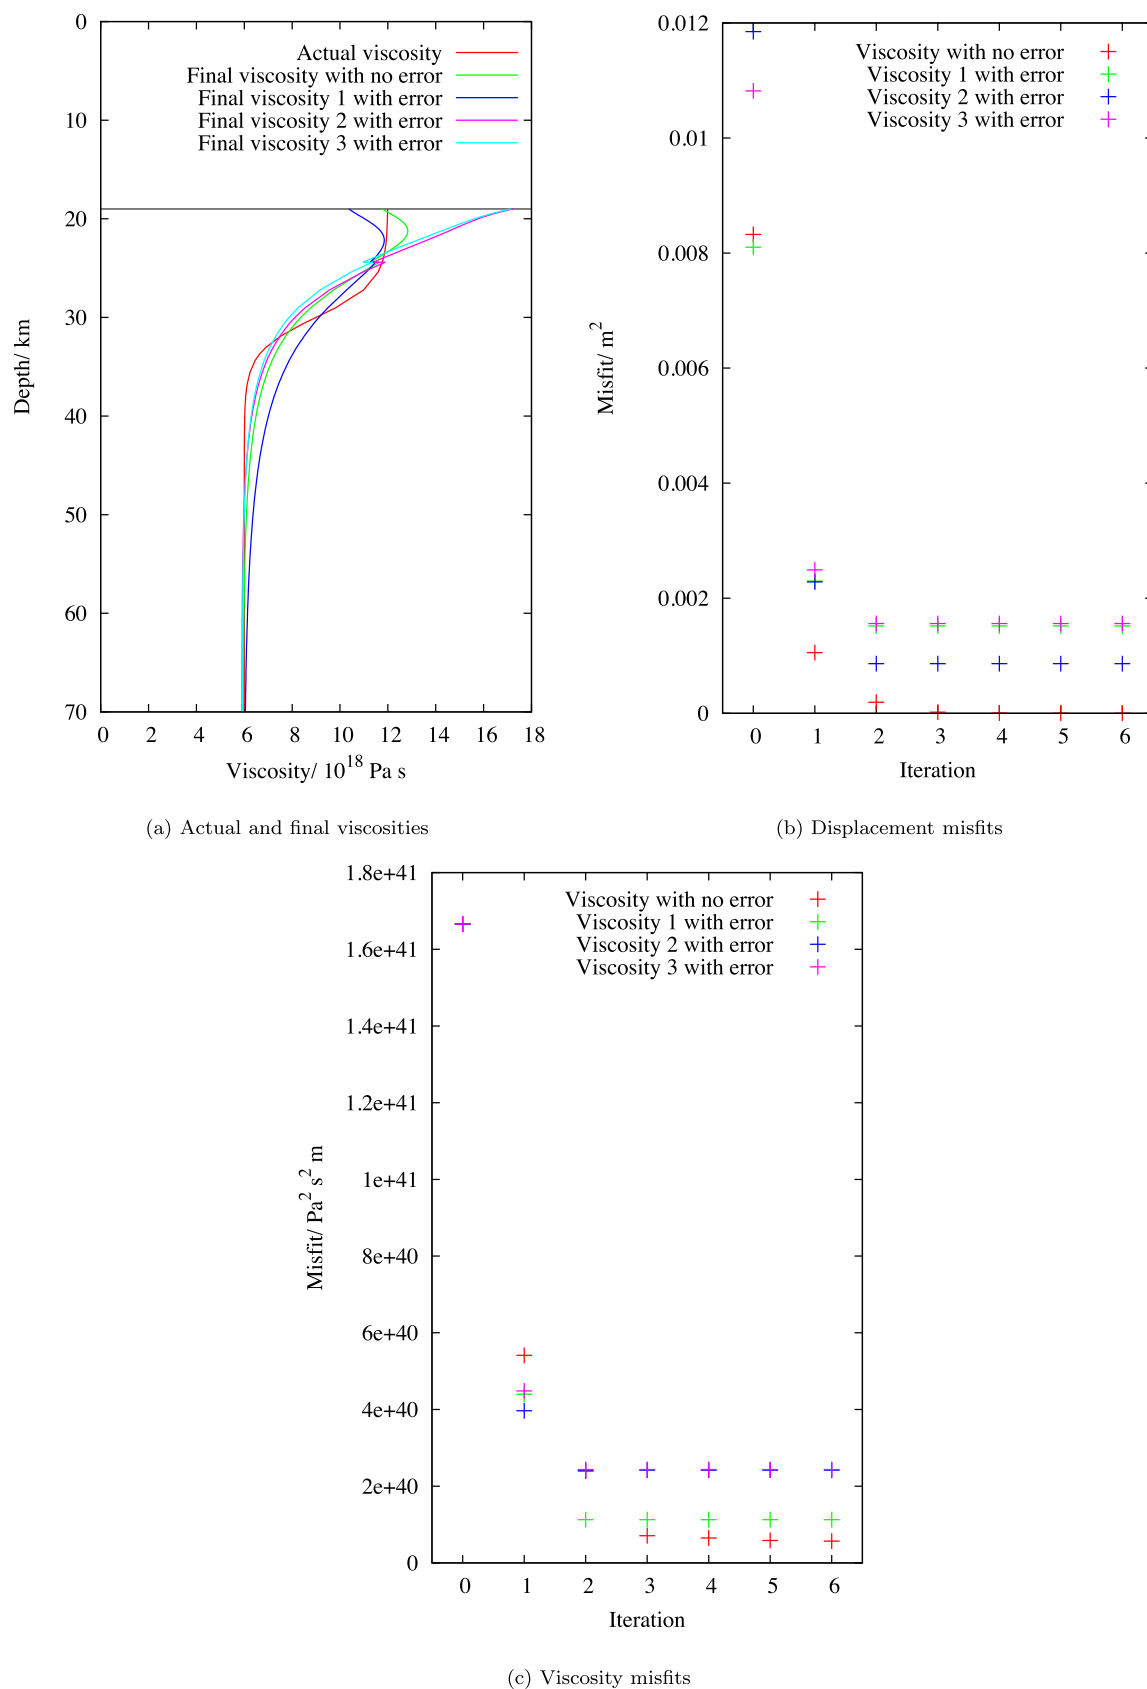 0
10
20
30
40
50
60
70
Depth/ km
Actual viscosity
Final viscosity with no error
Final viscosity 1 with error
Final viscosity 2 with error
Final viscosity 3 with error
0 2 4 6 8 10 12 14 16 18
Viscosity/ 10^18 Pa s
(a) Actual and final viscosities
0.012
0.01
0.008
0.006
0.004
0.002
0
Misfit/ m^2
Viscosity with no error
Viscosity 1 with error
Viscosity 2 with error
Viscosity 3 with error
0 1 2 3 4 5 6
Iteration
(b) Displacement misfits
1.8e+41
1.6e+41
1.4e+41
1.2e+41
1e+41
8e+40
6e+40
4e+40
2e+40
0
Misfit/ Pa^2 s^2 m
Viscosity with no error
Viscosity 1 with error
Viscosity 2 with error
Viscosity 3 with error
0 1 2 3 4 5 6
Iteration
(c) Viscosity misfits